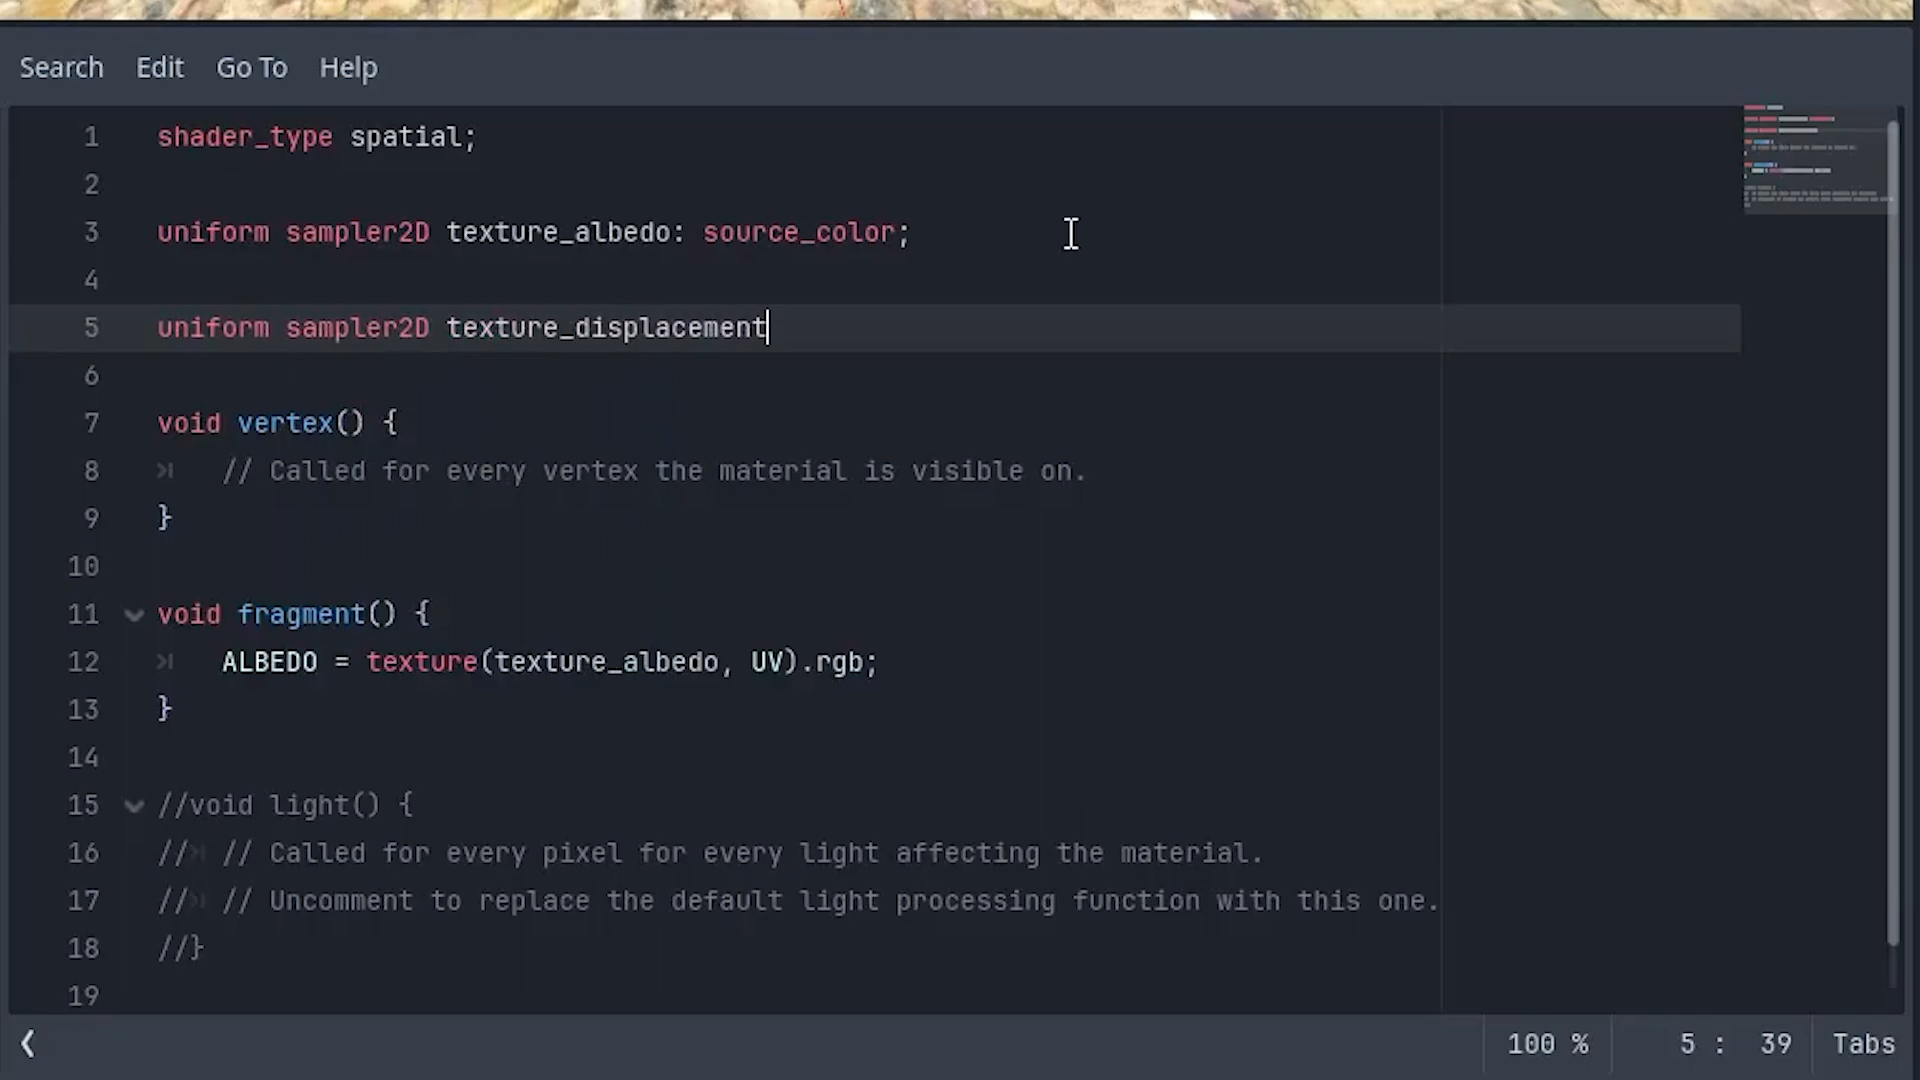 Search Edit Go To Help
1 shader_type spatial;
2
3 uniform sampler2D texture_albedo: source_color;
4
5 uniform sampler2D texture_displacement
6
7 void vertex() {
8 // Called for every vertex the material is visible on.
9 }
10
11 void fragment() {
12 ALBEDO = texture(texture_albedo, UV).rgb;
13 }
14
15 //void light() {
16 // // Called for every pixel for every light affecting the material.
17 // // Uncomment to replace the default light processing function with this one.
18 //}
19
100 % 5 : 39 Tabs